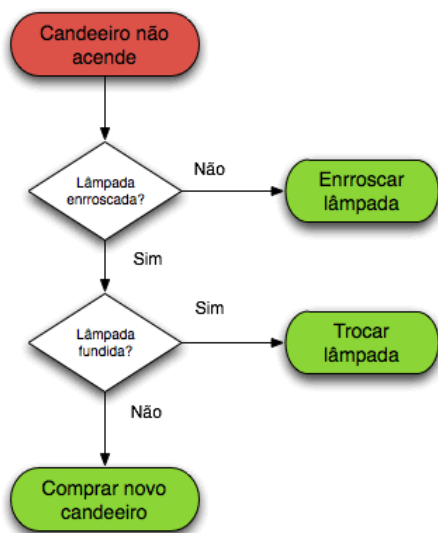 Candeeiro não
acende
Lâmpada
enrroscada?
Não
Enrroscar
lâmpada
Sim
Lâmpada
fundida?
Sim
Trocar
lâmpada
Não
Comprar novo
candeeiro